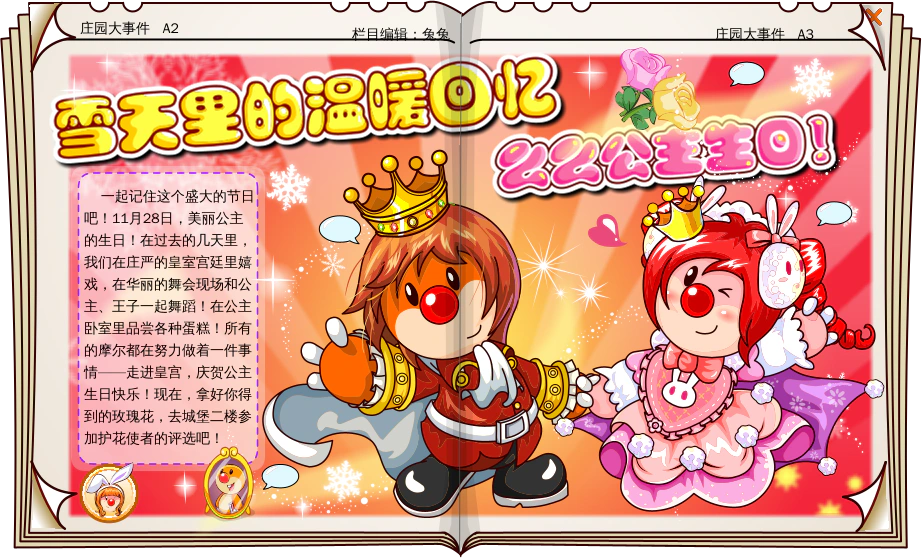 庄园大事件 A2
栏目编辑：兔兔
庄园大事件 A3
雪天里的温暖回忆
么么公主生日！
一起记住这个盛大的节日
吧！11月28日，美丽公主
的生日！在过去的几天里，
我们在庄严的皇室宫廷里嬉
戏，在华丽的舞会现场和公
主、王子一起舞蹈！在公主
卧室里品尝各种蛋糕！所有
的摩尔都在努力做着一件事
情——走进皇宫，庆贺公主
生日快乐！现在，拿好你得
到的玫瑰花，去城堡二楼参
加护花使者的评选吧！